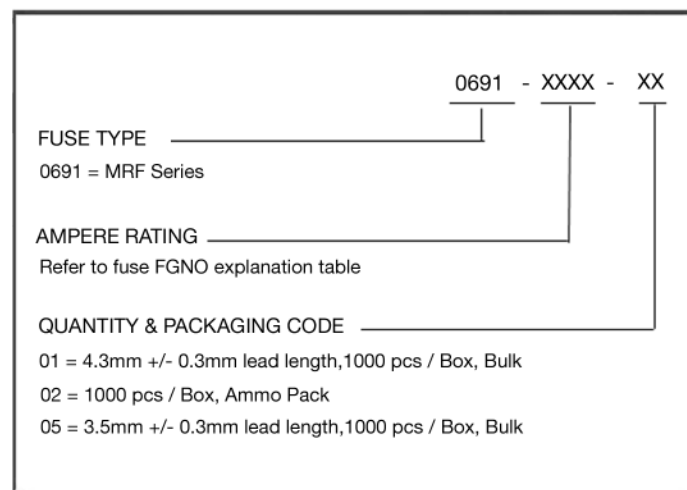 0691 - XXXX - XX
FUSE TYPE
0691 = MRF Series
AMPERE RATING
Refer to fuse FGNO explanation table
QUANTITY & PACKAGING CODE
01 = 4.3mm +/- 0.3mm lead length,1000 pcs / Box, Bulk
02 = 1000 pcs / Box, Ammo Pack
05 = 3.5mm +/- 0.3mm lead length,1000 pcs / Box, Bulk